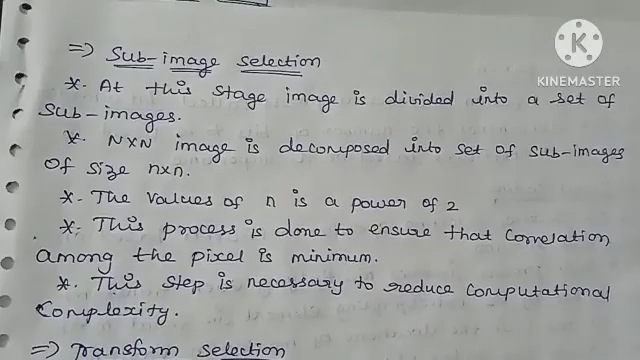 => Sub-image selection
*. At this stage image is divided into a set of
Sub-images.
*. NXN image is decomposed into set of sub-images
Of size nxn.
*. The values of n is a power of 2
*. This process is done to ensure that correlation
among the pixel is minimum.
*. This step is necessary to reduce computational
Complexity.
=> Transform selection
KINEMASTER